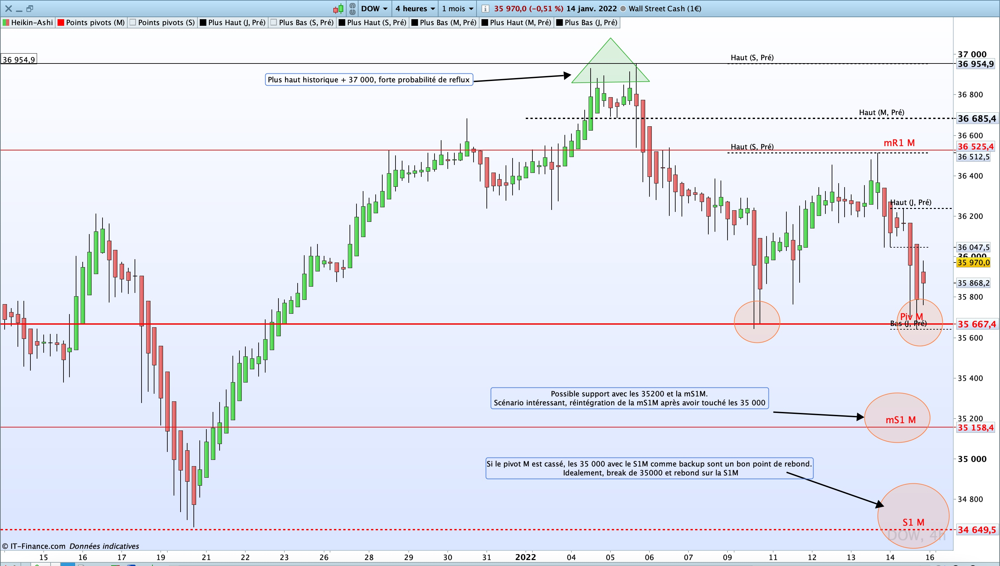 DOW 4 heures 1 mois 35 970,0 (−0,51 %) 14 janv. 2022 Wall Street Cash (1€)
Heikin-Ashi Points pivots (M) Points pivots (S) Plus Haut (J, Pré) Plus Bas (S, Pré) Plus Haut (S, Pré) Plus Bas (M, Pré) Plus Haut (M, Pré) Plus Bas (J, Pré)
37 000
36 954,9
Haut (S, Pré)
36 954,9
Plus haut historique + 37 000, forte probabilité de reflux
36 800
Haut (M, Pré)
36 685,4
36 600
mR1 M
Haut (S, Pré)
36 525,4
36 512,5
36 400
Haut (J, Pré)
36 200
36 047,5
36 000
35 970,0
35 868,2
35 800
Piv M
Bas (J, Pré)
35 667,4
35 600
35 400
Possible support avec les 35200 et la mS1M.
Scénario intéressant, réintégration de la mS1M après avoir touché les 35 000
35 200
mS1 M
35 158,4
35 000
Si le pivot M est cassé, les 35 000 avec le S1M comme backup sont un bon point de rebond.
Idealement, break de 35000 et rebond sur la S1M
34 800
S1 M
34 649,5
DOW, 4h
© IT-Finance.com Données indicatives
15 16 17 19 21 22 23 26 28 29 30 31 2022 04 05 06 07 09 11 12 13 14 16